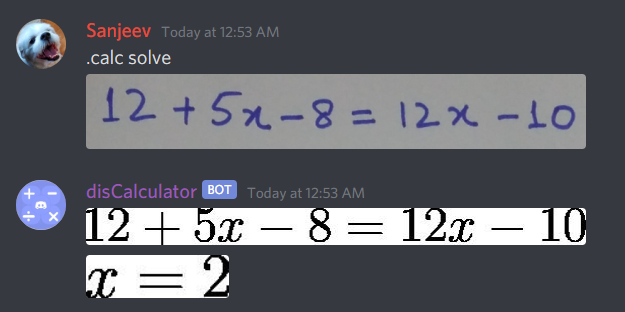 Sanjeev Today at 12:53 AM
.calc solve
12 + 5x - 8 = 12x - 10
disCalculator BOT Today at 12:53 AM
12 + 5x − 8 = 12x − 10
x = 2